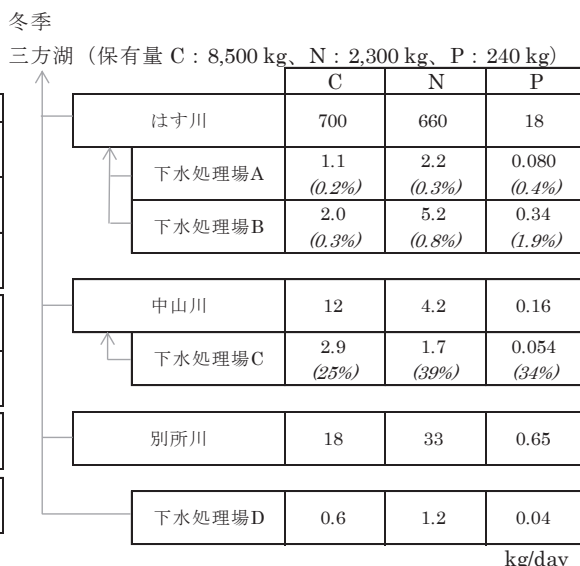 冬季
三方湖（保有量 C：8,500 kg、N：2,300 kg、P：240 kg）
C N P
はす川 700 660 18
下水処理場A 1.1 2.2 0.080
(0.2%) (0.3%) (0.4%)
下水処理場B 2.0 5.2 0.34
(0.3%) (0.8%) (1.9%)
中山川 12 4.2 0.16
下水処理場C 2.9 1.7 0.054
(25%) (39%) (34%)
別所川 18 33 0.65
下水処理場D 0.6 1.2 0.04
kg/day